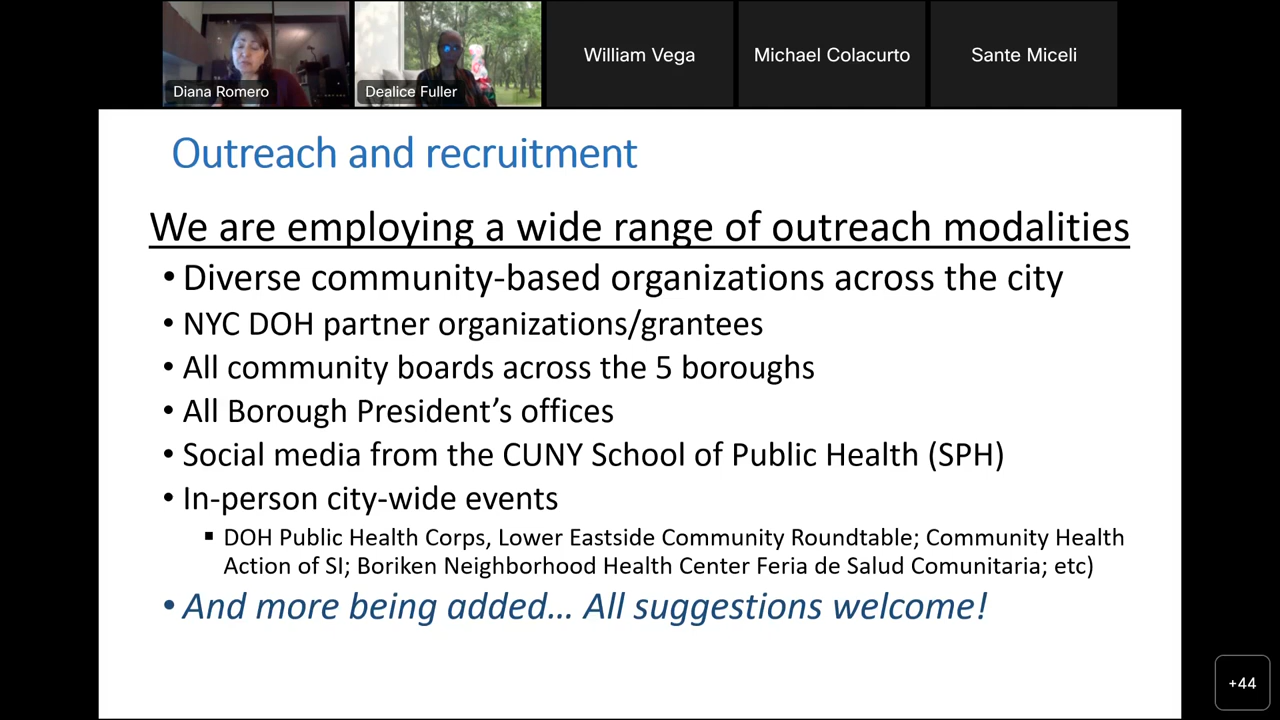 Diana Romero
Dealice Fuller
William Vega
Michael Colacurto
Sante Miceli
Outreach and recruitment
We are employing a wide range of outreach modalities
• Diverse community-based organizations across the city
• NYC DOH partner organizations/grantees
• All community boards across the 5 boroughs
• All Borough President’s offices
• Social media from the CUNY School of Public Health (SPH)
• In-person city-wide events
▪ DOH Public Health Corps, Lower Eastside Community Roundtable; Community Health
Action of SI; Boriken Neighborhood Health Center Feria de Salud Comunitaria; etc)
• And more being added... All suggestions welcome!
+44